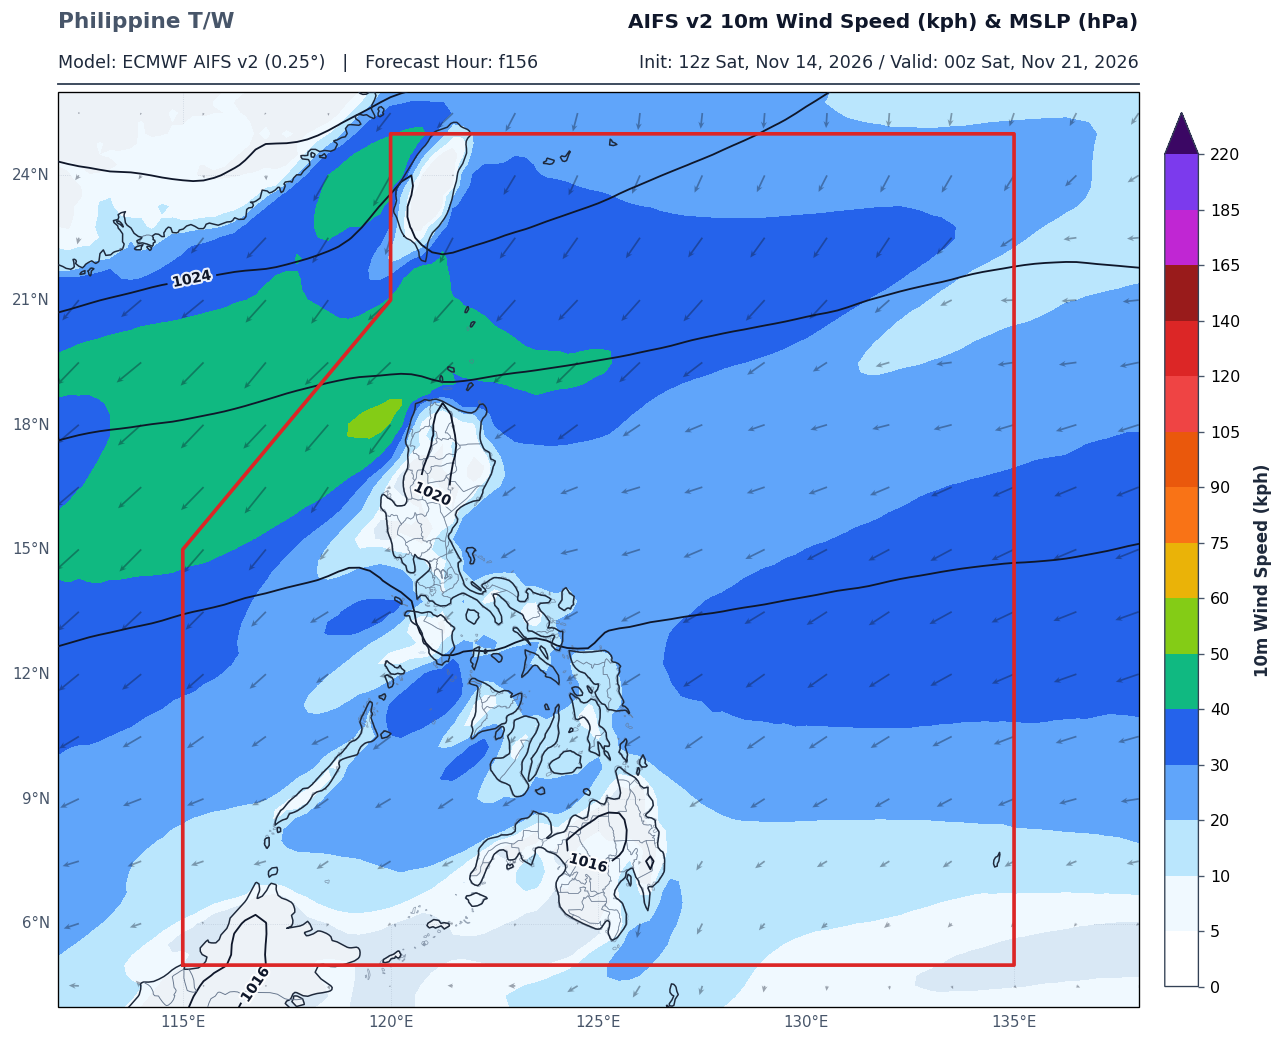 Philippine T/W
AIFS v2 10m Wind Speed (kph) & MSLP (hPa)
Model: ECMWF AIFS v2 (0.25°) | Forecast Hour: f156
Init: 12z Sat, Nov 14, 2026 / Valid: 00z Sat, Nov 21, 2026
24°N
21°N
18°N
15°N
12°N
9°N
6°N
1024
1020
1016
1016
115°E
120°E
125°E
130°E
135°E
220
185
165
140
120
105
90
75
60
50
40
30
20
10
5
0
10m Wind Speed (kph)